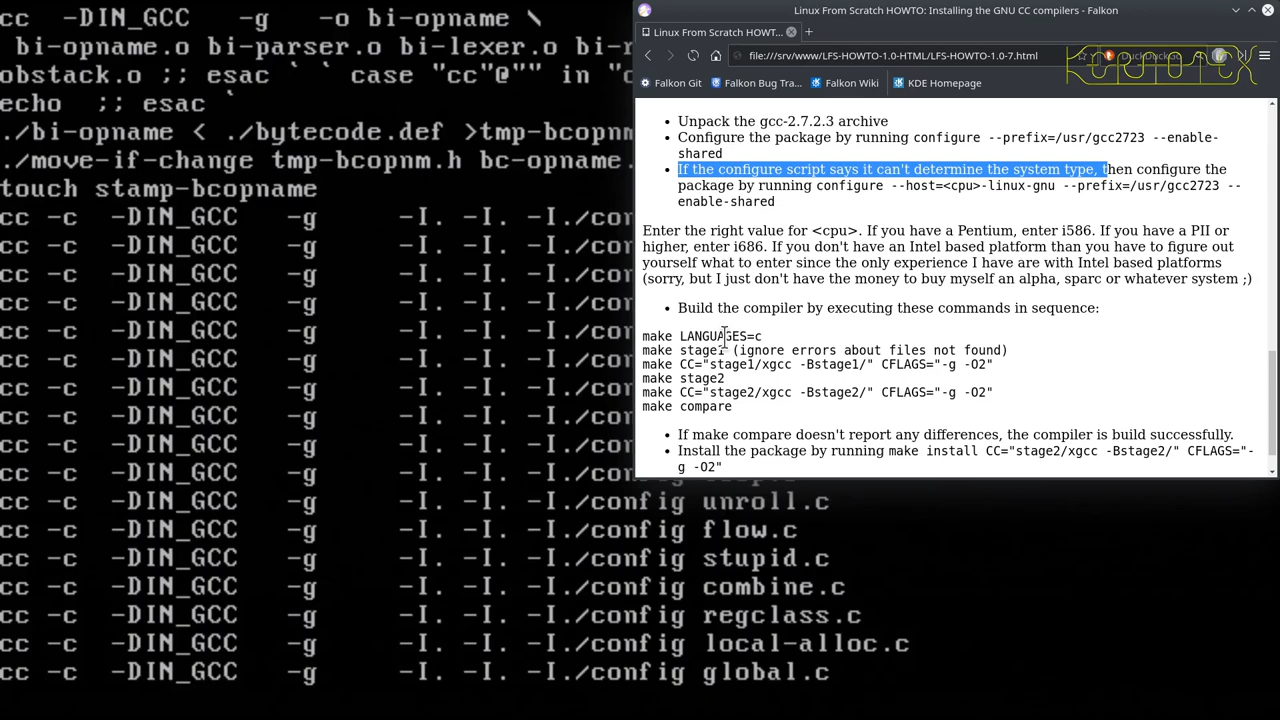 cc -DIN_GCC -g -o bi-opname \
bi-opname.o bi-parser.o bi-lexer.o bi-r
obstack.o ;; esac ` ` case "cc"@"" in "c
echo ;; esac `
./bi-opname < ./bytecode.def >tmp-bcopnm
./move-if-change tmp-bcopnm.h bc-opname.
touch stamp-bcopname
cc -c -DIN_GCC -g -I. -I. -I./con
cc -c -DIN_GCC -g -I. -I. -I./con
cc -c -DIN_GCC -g -I. -I. -I./con
cc -c -DIN_GCC -g -I. -I. -I./con
cc -c -DIN_GCC -g -I. -I. -I./con
cc -c -DIN_GCC -g -I. -I. -I./con
cc -c -DIN_GCC -g -I. -I. -I./con
cc -c -DIN_GCC -g -I. -I. -I./con
cc -c -DIN_GCC -g -I. -I. -I./con
cc -c -DIN_GCC -g -I. -I. -I./config
cc -c -DIN_GCC -g -I. -I. -I./config unroll.c
cc -c -DIN_GCC -g -I. -I. -I./config flow.c
cc -c -DIN_GCC -g -I. -I. -I./config stupid.c
cc -c -DIN_GCC -g -I. -I. -I./config combine.c
cc -c -DIN_GCC -g -I. -I. -I./config regclass.c
cc -c -DIN_GCC -g -I. -I. -I./config local-alloc.c
cc -c -DIN_GCC -g -I. -I. -I./config global.c
Linux From Scratch HOWTO: Installing the GNU CC compilers - Falkon
Linux From Scratch HOWT...
file:///srv/www/LFS-HOWTO-1.0-HTML/LFS-HOWTO-1.0-7.html
Falkon Git Falkon Bug Tra... Falkon Wiki KDE Homepage
• Unpack the gcc-2.7.2.3 archive
• Configure the package by running configure --prefix=/usr/gcc2723 --enable-
shared
• If the configure script says it can't determine the system type, then configure the
package by running configure --host=<cpu>-linux-gnu --prefix=/usr/gcc2723 --
enable-shared
Enter the right value for <cpu>. If you have a Pentium, enter i586. If you have a PII or
higher, enter i686. If you don't have an Intel based platform than you have to figure out
yourself what to enter since the only experience I have are with Intel based platforms
(sorry, but I just don't have the money to buy myself an alpha, sparc or whatever system ;)
• Build the compiler by executing these commands in sequence:
make LANGUAGES=c
make stage1 (ignore errors about files not found)
make CC="stage1/xgcc -Bstage1/" CFLAGS="-g -O2"
make stage2
make CC="stage2/xgcc -Bstage2/" CFLAGS="-g -O2"
make compare
• If make compare doesn't report any differences, the compiler is build successfully.
• Install the package by running make install CC="stage2/xgcc -Bstage2/" CFLAGS="-
g -O2"